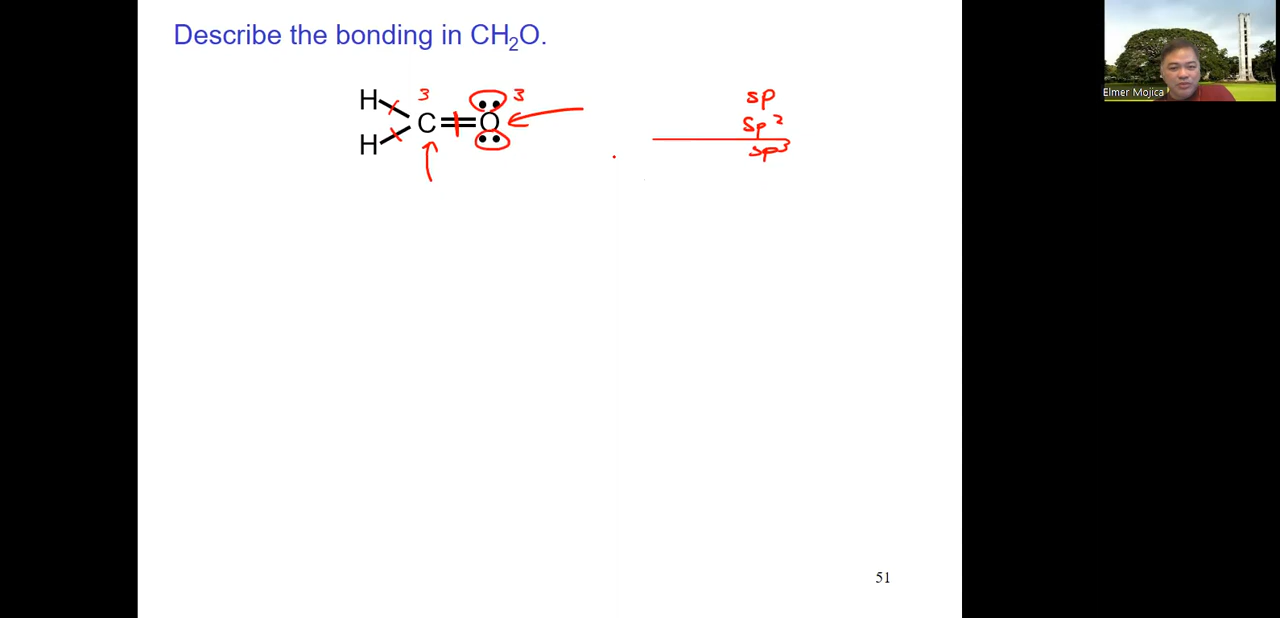 Describe the bonding in CH₂O.
H 3 3
C O
H
sp
sp²
sp³
Elmer Mojica
51